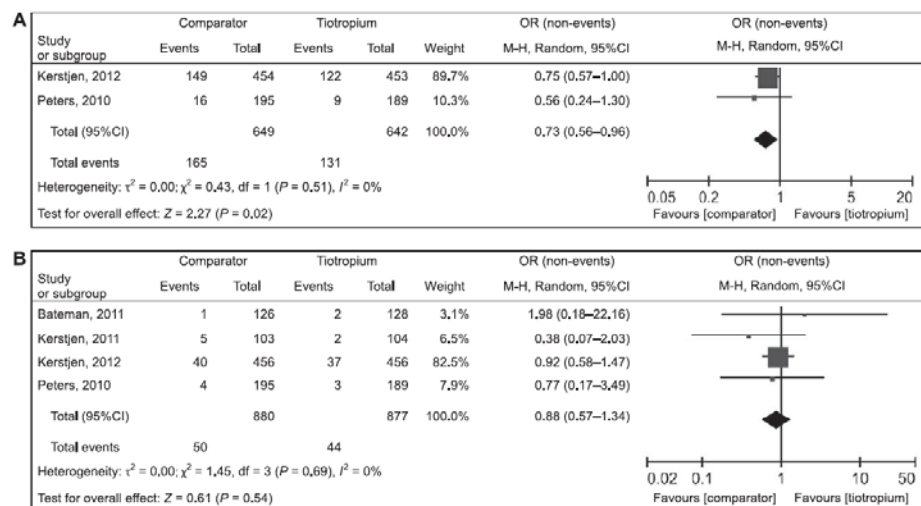 A
Comparator Tiotropium OR (non-events) OR (non-events)
Study or subgroup Events Total Events Total Weight M-H, Random, 95%CI M-H, Random, 95%CI
Kerstjen, 2012 149 454 122 453 89.7% 0.75 (0.57–1.00)
Peters, 2010 16 195 9 189 10.3% 0.56 (0.24–1.30)
Total (95%CI) 649 642 100.0% 0.73 (0.56–0.96)
Total events 165 131
Heterogeneity: τ² = 0.00; χ² = 0.43, df = 1 (P = 0.51), I² = 0%
Test for overall effect: Z = 2.27 (P = 0.02)
0.05 0.2 1 5 20
Favours [comparator] Favours [tiotropium]
B
Comparator Tiotropium OR (non-events) OR (non-events)
Study or subgroup Events Total Events Total Weight M-H, Random, 95%CI M-H, Random, 95%CI
Bateman, 2011 1 126 2 128 3.1% 1.98 (0.18–22.16)
Kerstjen, 2011 5 103 2 104 6.5% 0.38 (0.07–2.03)
Kerstjen, 2012 40 456 37 456 82.5% 0.92 (0.58–1.47)
Peters, 2010 4 195 3 189 7.9% 0.77 (0.17–3.49)
Total (95%CI) 880 877 100.0% 0.88 (0.57–1.34)
Total events 50 44
Heterogeneity: τ² = 0.00; χ² = 1.45, df = 3 (P = 0.69), I² = 0%
Test for overall effect: Z = 0.61 (P = 0.54)
0.02 0.1 1 10 50
Favours [comparator] Favours [tiotropium]